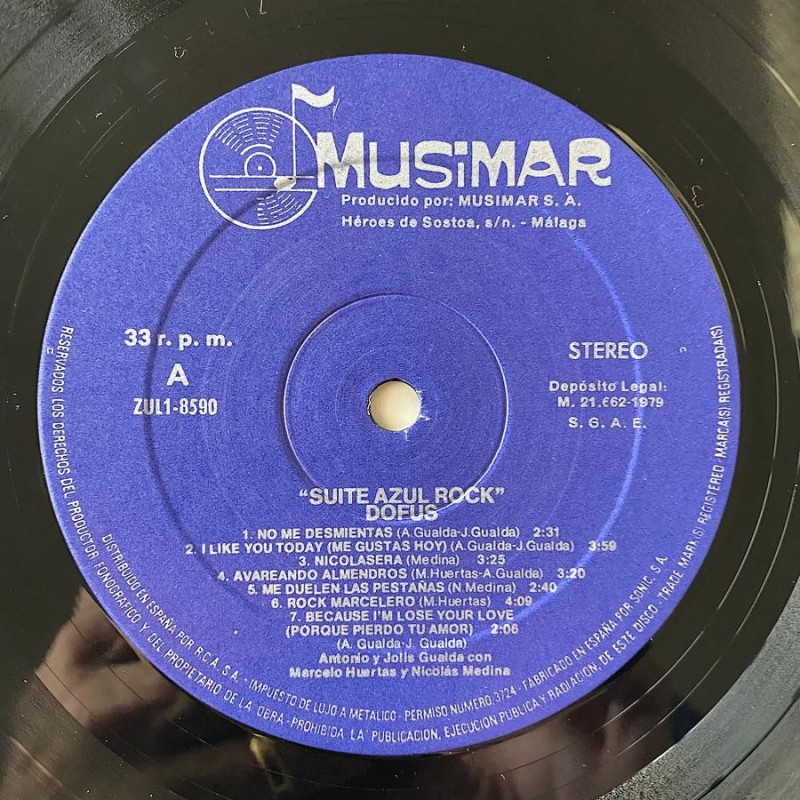 MUSiMAR
Producido por: MUSIMAR S. A.
Héroes de Sostoa, s/n. - Málaga
33 r. p. m.
A
ZUL1-8590
STEREO
Depósito Legal:
M. 21.662-1979
S. G. A. E.
“SUITE AZUL ROCK”
DOFUS
1. NO ME DESMIENTAS (A.Gualda-J.Gualda) 2:31
2. I LIKE YOU TODAY (ME GUSTAS HOY) (A.Gualda-J.Gualda) 3:59
3. NICOLASERA (Medina) 3:25
4. AVAREANDO ALMENDROS (M.Huertas-A.Gualda) 3:20
5. ME DUELEN LAS PESTAÑAS (N.Medina) 2:40
6. ROCK MARCELERO (M.Huertas) 4:09
7. BECAUSE I'M LOSE YOUR LOVE
(PORQUE PIERDO TU AMOR) 2:06
(A. Gualda-J. Gualda)
Antonio y Jolís Gualda con
Marcelo Huertas y Nicolás Medina
DISTRIBUIDO EN ESPAÑA POR R.C.A. S.A. - IMPUESTO DE LUJO A METALICO - PERMISO NUMERO 3724 - FABRICADO EN ESPAÑA POR SONIC, S.A.
RESERVADOS LOS DERECHOS DEL PRODUCTOR FONOGRAFICO Y DEL PROPIETARIO DE LA OBRA - PROHIBIDA LA PUBLICACION, EJECUCION PUBLICA Y RADIACION, DE ESTE DISCO - TRADE MARK(S) REGISTERED - MARCA(S) REGISTRADA(S)